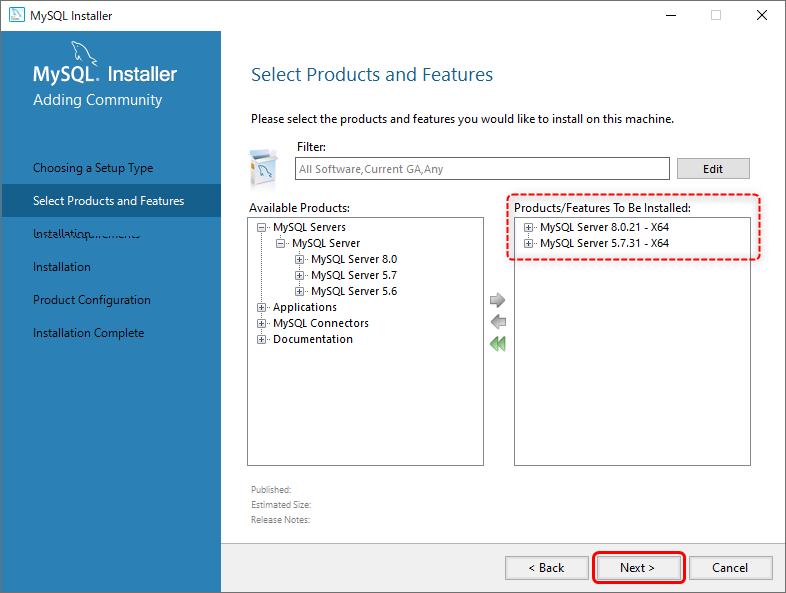 MySQL Installer
MySQL. Installer
Adding Community
Choosing a Setup Type
Select Products and Features
Installation
Installation
Product Configuration
Installation Complete
Select Products and Features
Please select the products and features you would like to install on this machine.
Filter:
All Software,Current GA,Any
Edit
Available Products:
MySQL Servers
MySQL Server
MySQL Server 8.0
MySQL Server 5.7
MySQL Server 5.6
Applications
MySQL Connectors
Documentation
Products/Features To Be Installed:
MySQL Server 8.0.21 - X64
MySQL Server 5.7.31 - X64
Published:
Estimated Size:
Release Notes:
< Back
Next >
Cancel